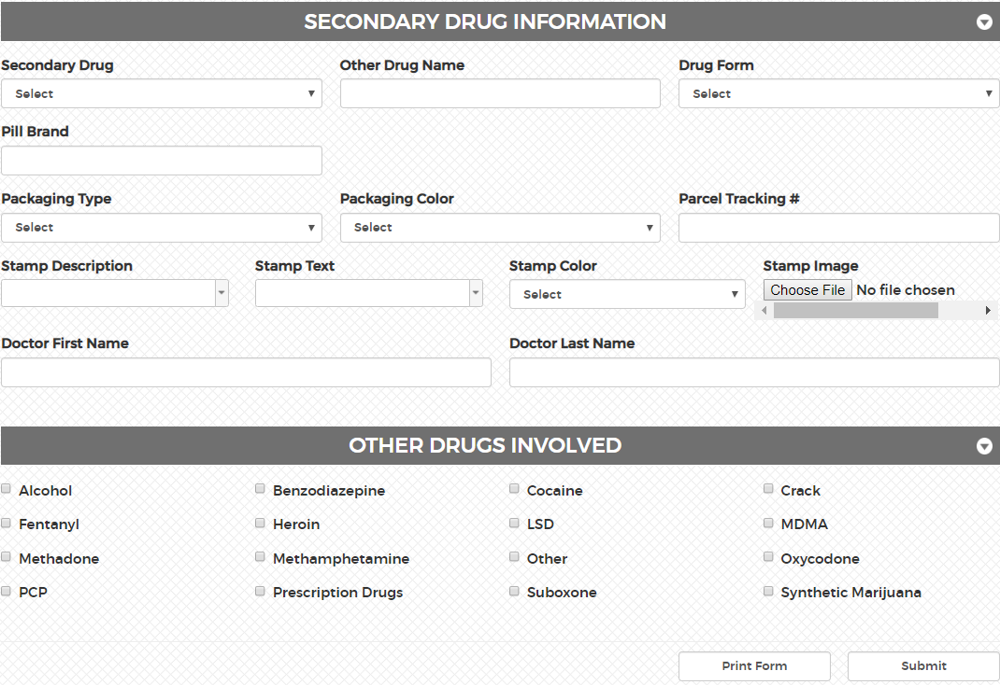 SECONDARY DRUG INFORMATION
Secondary Drug Other Drug Name Drug Form
Select Select
Pill Brand
Packaging Type Packaging Color Parcel Tracking #
Select Select
Stamp Description Stamp Text Stamp Color Stamp Image
Select Choose File No file chosen
Doctor First Name Doctor Last Name
OTHER DRUGS INVOLVED
Alcohol Benzodiazepine Cocaine Crack
Fentanyl Heroin LSD MDMA
Methadone Methamphetamine Other Oxycodone
PCP Prescription Drugs Suboxone Synthetic Marijuana
Print Form Submit